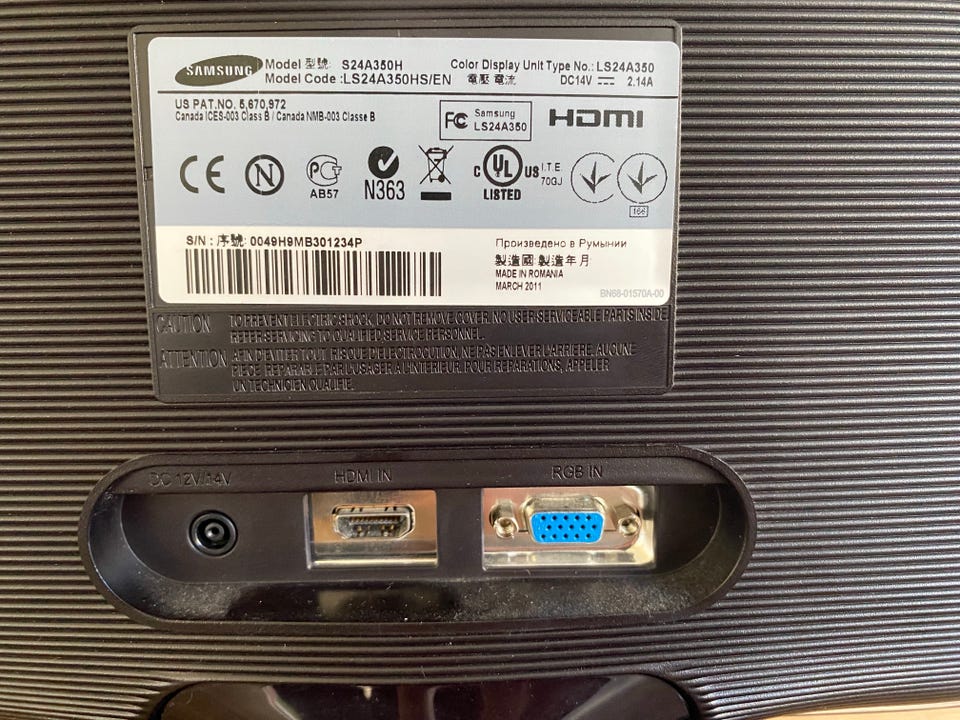 SAMSUNG
Model 型號: S24A350H
Model Code :LS24A350HS/EN
Color Display Unit Type No.: LS24A350
電壓 電流 DC14V 2.14A
US PAT.NO. 5,670,972
Canada ICES-003 Class B / Canada NMB-003 Classe B
FC Samsung
LS24A350
HDMI
CE
N
PCT
AB57
N363
C UL US
LISTED
I.T.E.
70GJ
166
S/N : 序號: 0049H9MB301234P
Произведено в Румынии
製造國 製造年月
MADE IN ROMANIA
MARCH 2011
BN68-01570A-00
CAUTION TO PREVENT ELECTRIC SHOCK, DO NOT REMOVE COVER. NO USER SERVICEABLE PARTS INSIDE
REFER SERVICING TO QUALIFIED SERVICE PERSONNEL.
ATTENTION AFIN D'EVITER TOUT RISQUE D'ELECTROCUTION, NE PAS ENLEVER L'ARRIERE. AUCUNE
PIECE REPARABLE PAR L'USAGER A L'INTERIEUR. POUR REPARATIONS, APPELER
UN TECHNICIEN QUALIFIE.
DC 12V/14V
HDMI IN
RGB IN